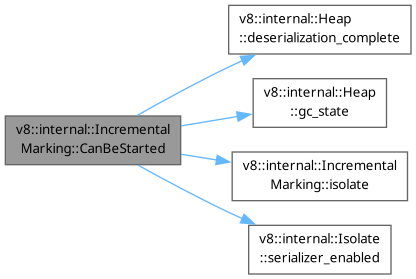 v8::internal::Heap
::deserialization_complete
v8::internal::Heap
::gc_state
v8::internal::Incremental
Marking::CanBeStarted
v8::internal::Incremental
Marking::isolate
v8::internal::Isolate
::serializer_enabled